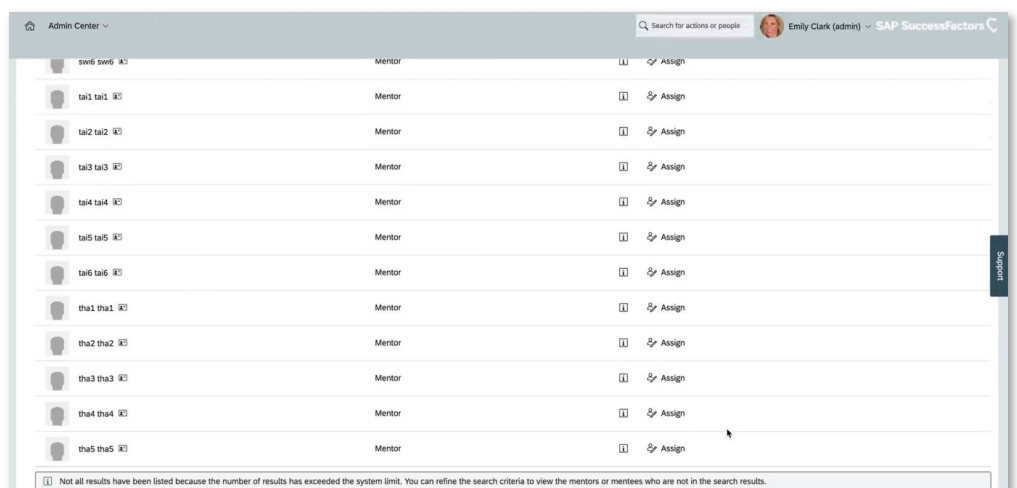 Admin Center
Search for actions or people
Emily Clark (admin)
SAP SuccessFactors
swi6 swi6 Mentor Assign
tai1 tai1 Mentor Assign
tai2 tai2 Mentor Assign
tai3 tai3 Mentor Assign
tai4 tai4 Mentor Assign
tai5 tai5 Mentor Assign
tai6 tai6 Mentor Assign
tha1 tha1 Mentor Assign
tha2 tha2 Mentor Assign
tha3 tha3 Mentor Assign
tha4 tha4 Mentor Assign
tha5 tha5 Mentor Assign
Support
Not all results have been listed because the number of results has exceeded the system limit. You can refine the search criteria to view the mentors or mentees who are not in the search results.